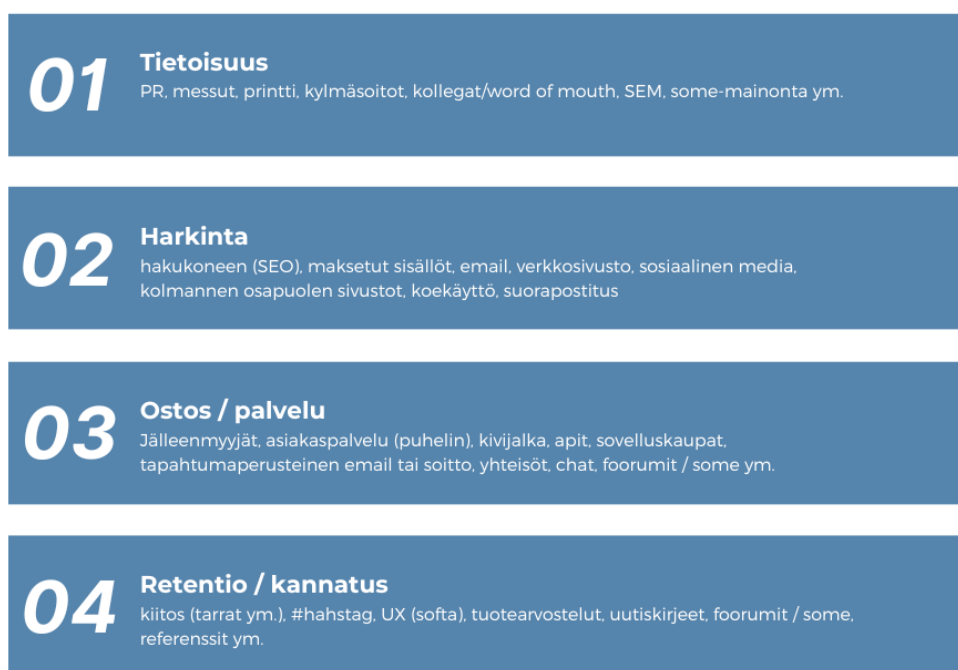 01
Tietoisuus
PR, messut, printti, kylmäsoitot, kollegat/word of mouth, SEM, some-mainonta ym.
02
Harkinta
hakukoneen (SEO), maksetut sisällöt, email, verkkosivusto, sosiaalinen media,
kolmannen osapuolen sivustot, koekäyttö, suorapostitus
03
Ostos / palvelu
Jälleenmyyjät, asiakaspalvelu (puhelin), kivijalka, apit, sovelluskaupat,
tapahtumaperusteinen email tai soitto, yhteisöt, chat, foorumit / some ym.
04
Retentio / kannatus
kiitos (tarrat ym.), #hahstag, UX (softa), tuotearvostelut, uutiskirjeet, foorumit / some,
referenssit ym.